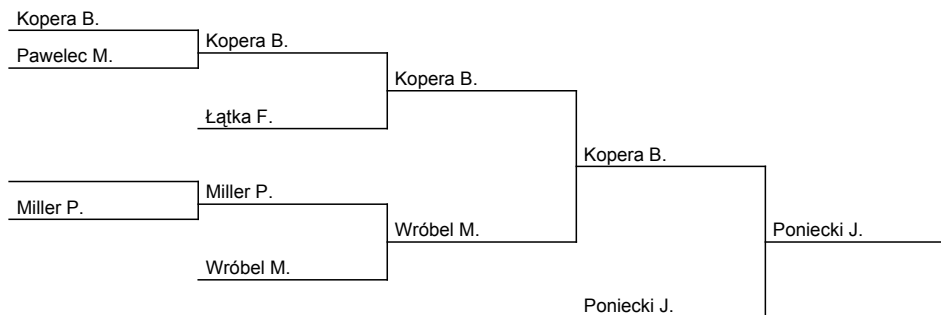 Kopera B.
Kopera B.
Pawelec M.
Kopera B.
Łątka F.
Kopera B.
Miller P.
Miller P.
Wróbel M.
Poniecki J.
Wróbel M.
Poniecki J.